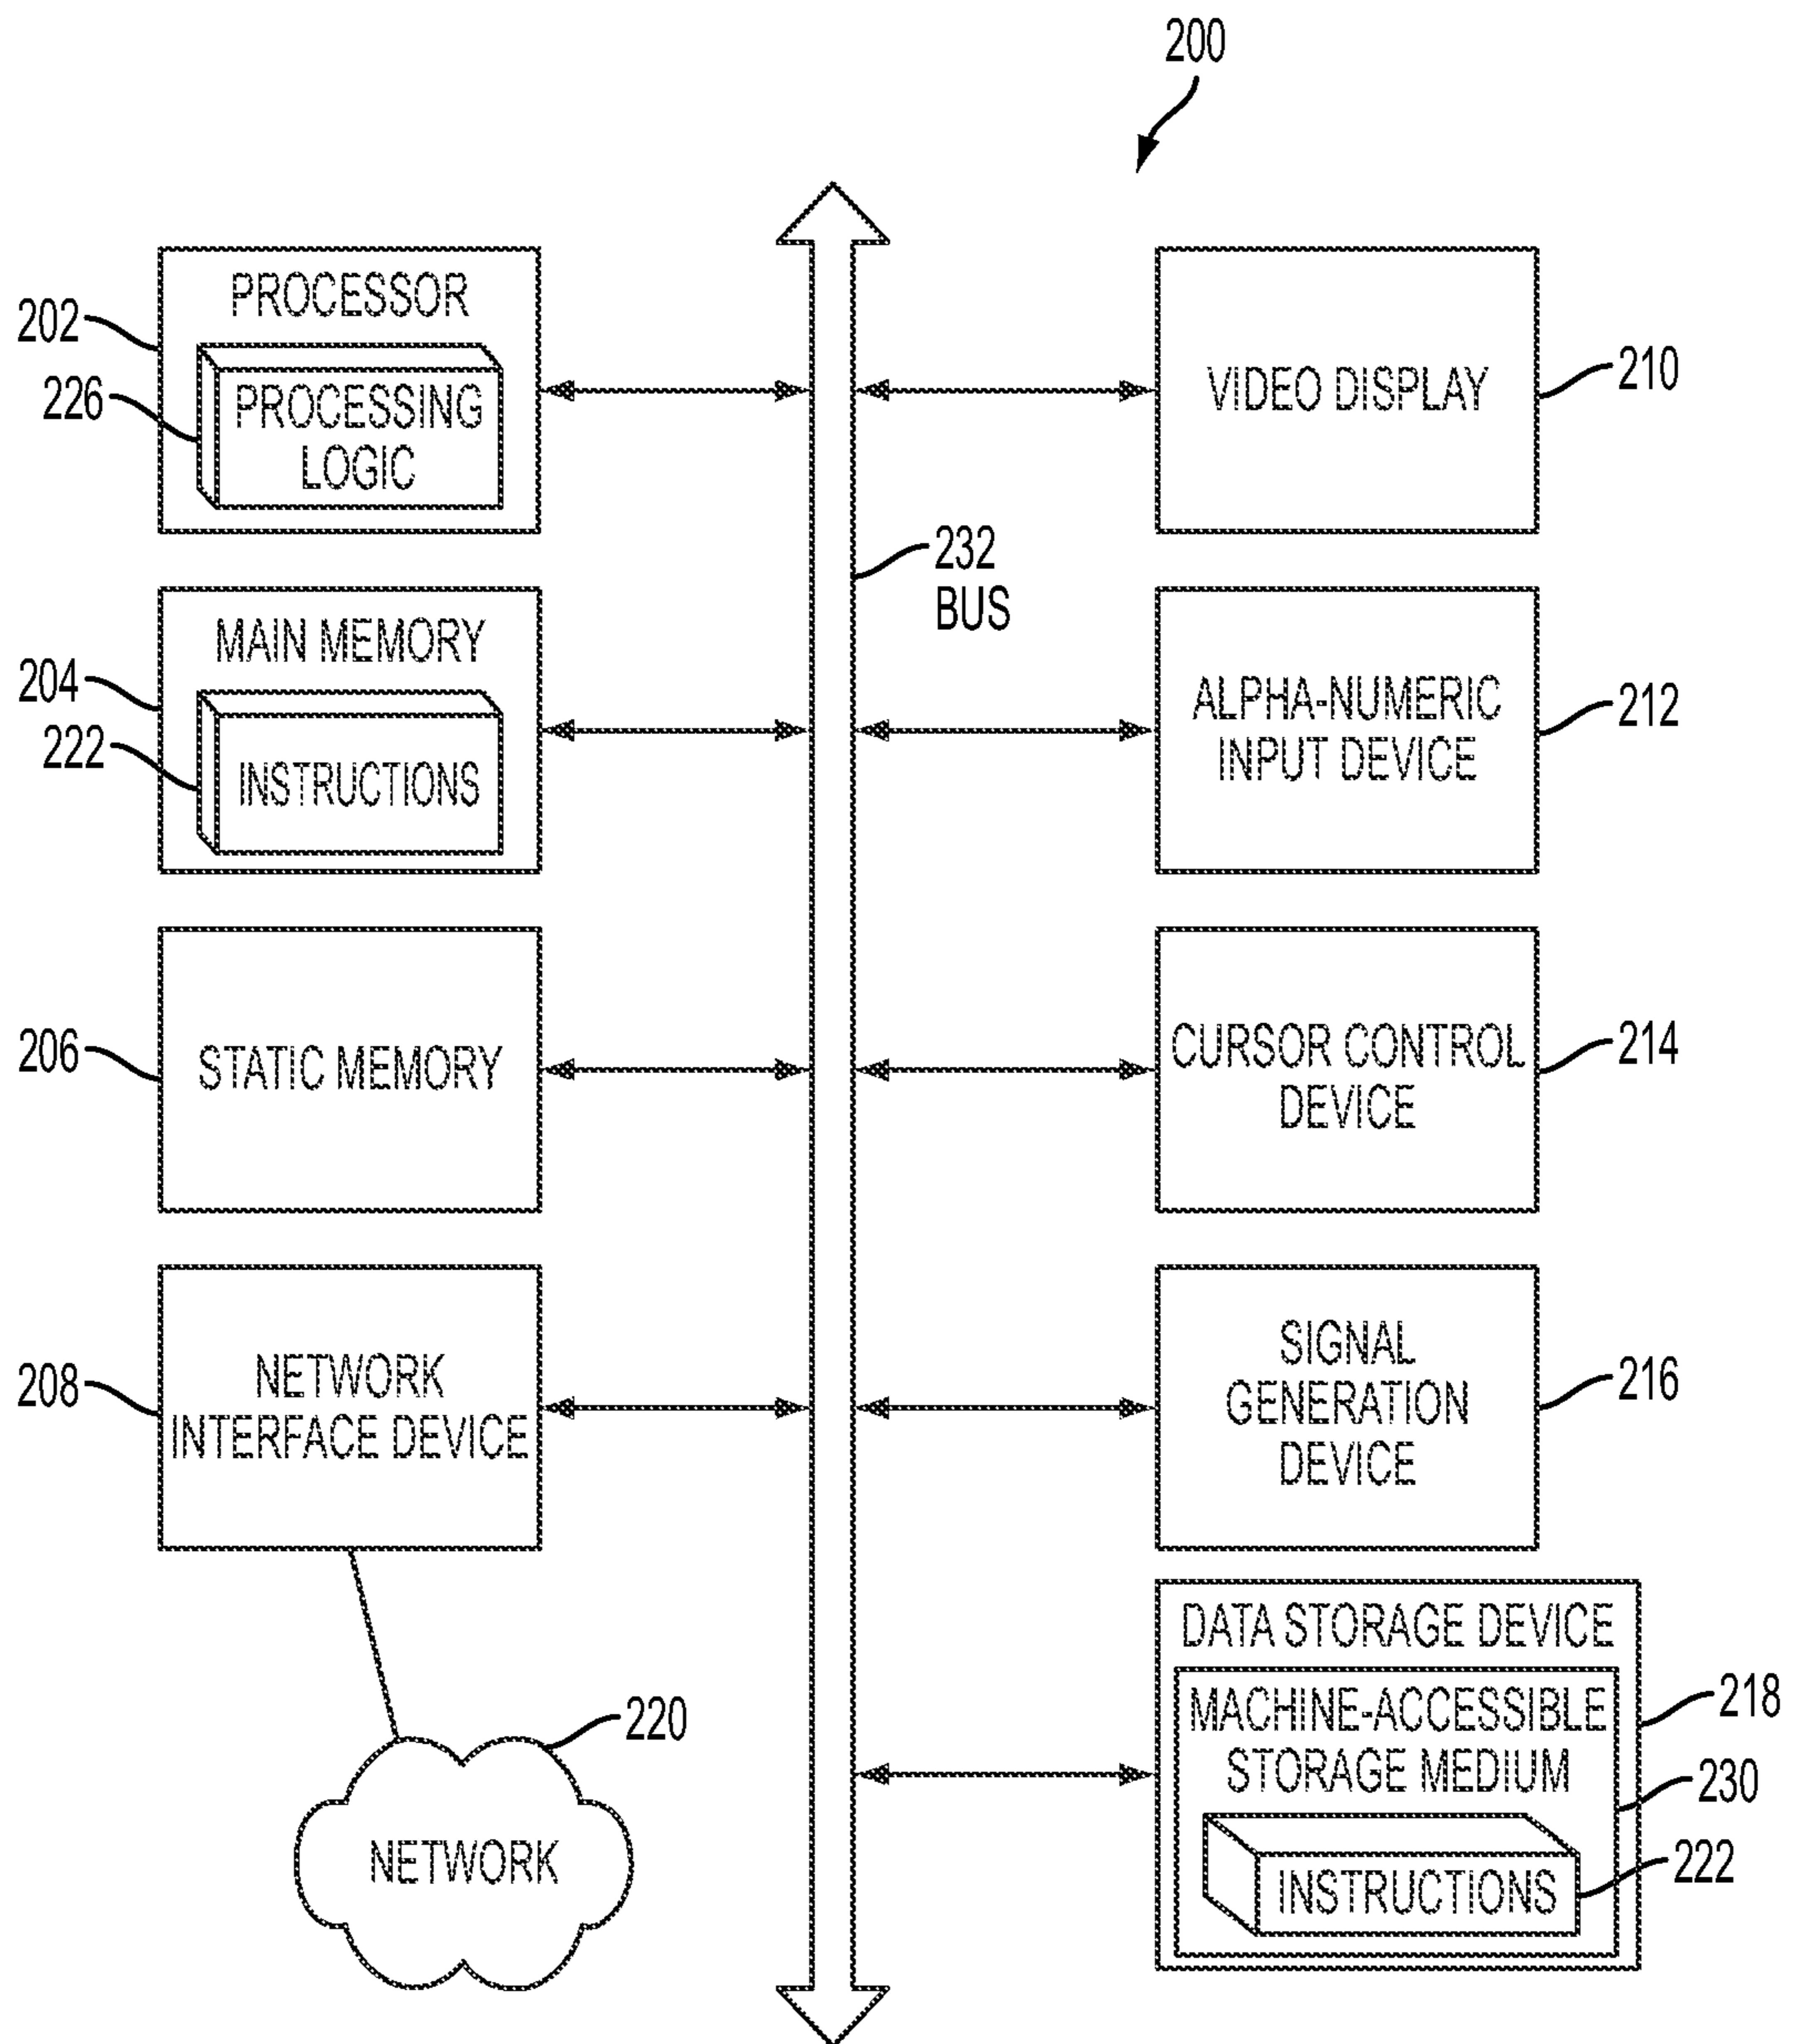 200
PROCESSOR
202
226
PROCESSING
LOGIC
VIDEO DISPLAY
210
232
BUS
MAIN MEMORY
204
222
INSTRUCTIONS
ALPHA-NUMERIC
INPUT DEVICE
212
206
STATIC MEMORY
CURSOR CONTROL
DEVICE
214
208
NETWORK
INTERFACE DEVICE
SIGNAL
GENERATION
DEVICE
216
220
NETWORK
DATA STORAGE DEVICE
218
MACHINE-ACCESSIBLE
STORAGE MEDIUM
230
INSTRUCTIONS
222